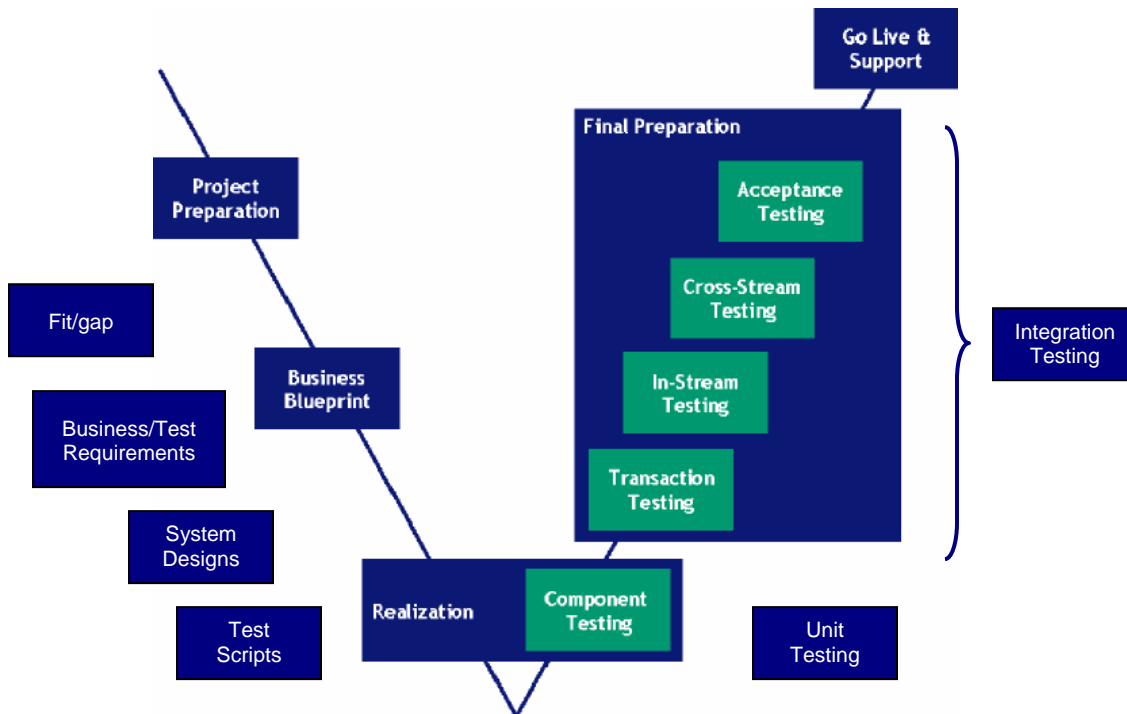 Go Live &
Support
Final Preparation
Acceptance
Testing
Project
Preparation
Cross-Stream
Testing
Fit/gap
Integration
Testing
Business
Blueprint
In-Stream
Testing
Business/Test
Requirements
Transaction
Testing
System
Designs
Realization
Component
Testing
Test
Scripts
Unit
Testing